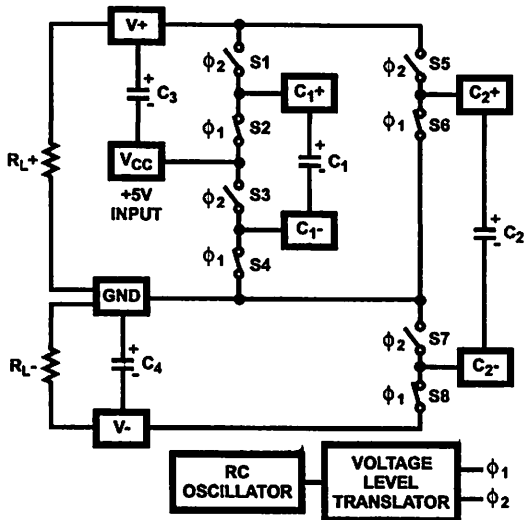 V+
S1
ϕ2
S5
ϕ2
+
C3
-
C1+
C2+
S2
ϕ1
S6
ϕ1
RL+
VCC
+5V
INPUT
+
C1
-
S3
ϕ2
C1-
+
C2
-
ϕ1
S4
GND
+
C4
-
S7
ϕ2
RL-
C2-
ϕ1
S8
V-
RC
OSCILLATOR
VOLTAGE
LEVEL
TRANSLATOR
ϕ1
ϕ2